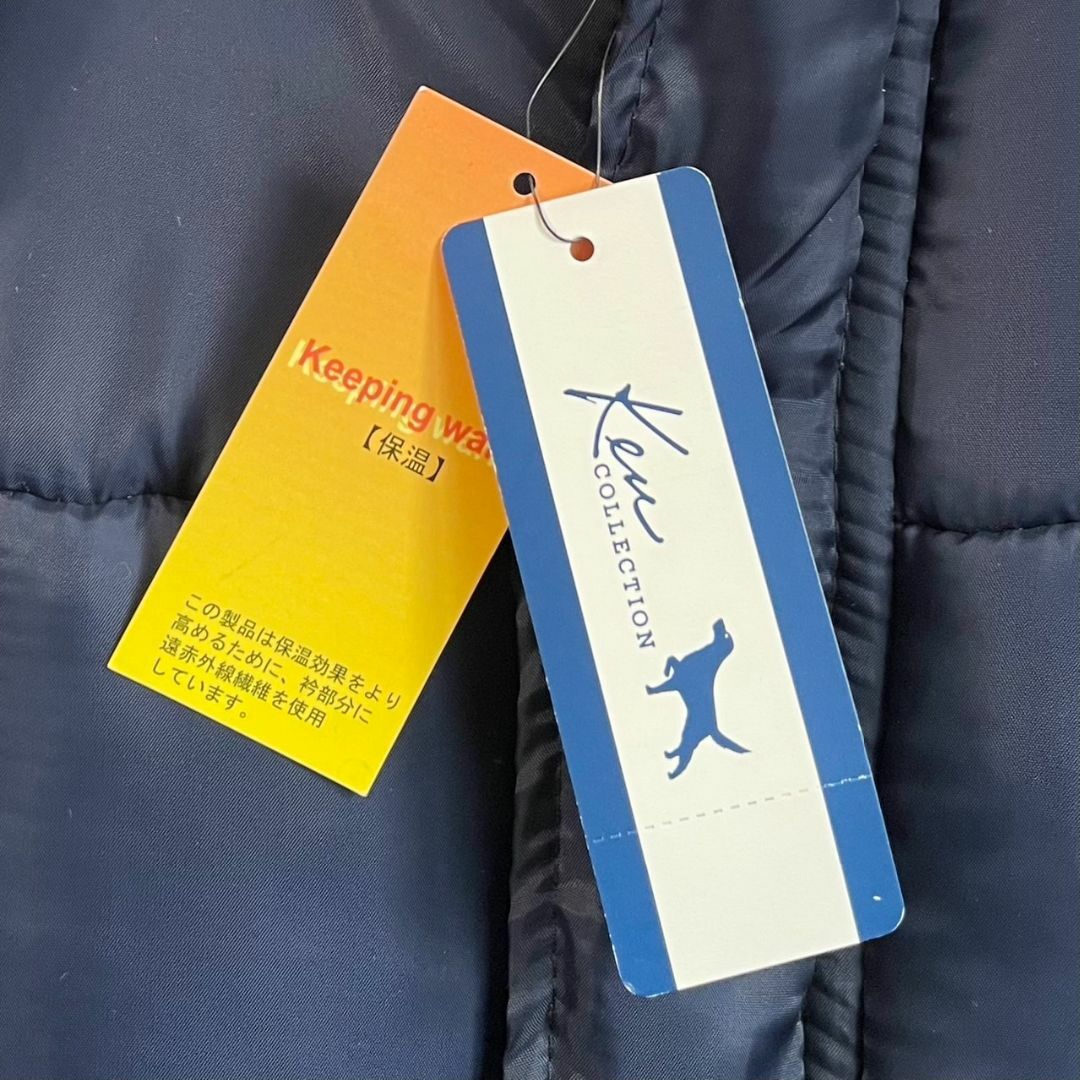 Keeping
【保温】
この製品は保温効果をより
高めるために、衿部分に
遠赤外線繊維を使用
しています。
Ken
COLLECTION